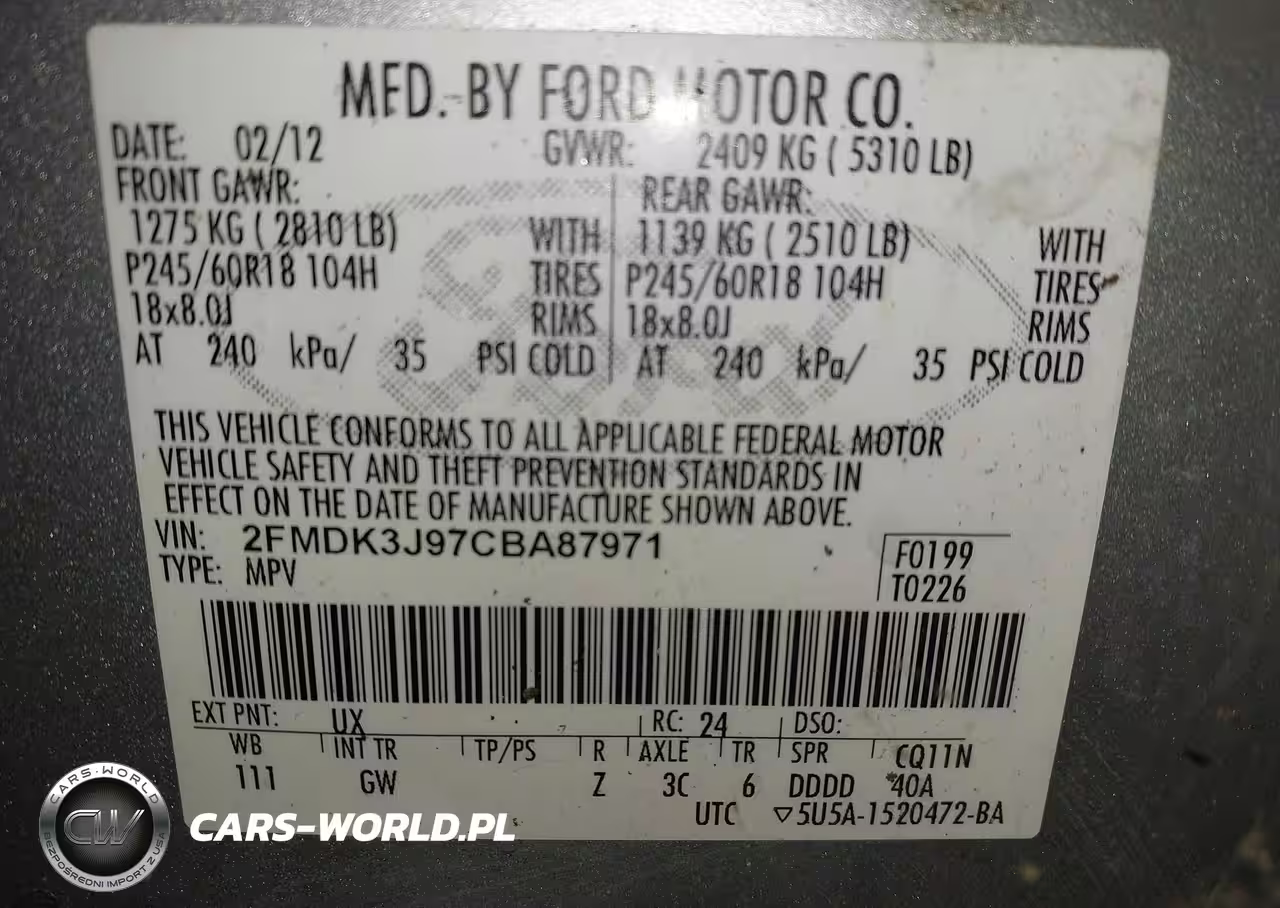 MFD. BY FORD MOTOR CO.
DATE: 02/12 GVWR: 2409 KG ( 5310 LB)
FRONT GAWR: REAR GAWR:
1275 KG ( 2810 LB) WITH 1139 KG ( 2510 LB) WITH
P245/60R18 104H TIRES P245/60R18 104H TIRES
18x8.0J RIMS 18x8.0J RIMS
AT 240 kPa/ 35 PSI COLD AT 240 kPa/ 35 PSI COLD
THIS VEHICLE CONFORMS TO ALL APPLICABLE FEDERAL MOTOR
VEHICLE SAFETY AND THEFT PREVENTION STANDARDS IN
EFFECT ON THE DATE OF MANUFACTURE SHOWN ABOVE.
VIN: 2FMDK3J97CBA87971
TYPE: MPV
F0199
T0226
EXT PNT: UX RC: 24 DSO:
WB INT TR TP/PS R AXLE TR SPR CQ11N
111 GW Z 3C 6 DDDD *40A
UTC ▽5U5A-1520472-BA
CARS-WORLD
CW
BEZPOŚREDNI IMPORT Z USA
CARS-WORLD.PL